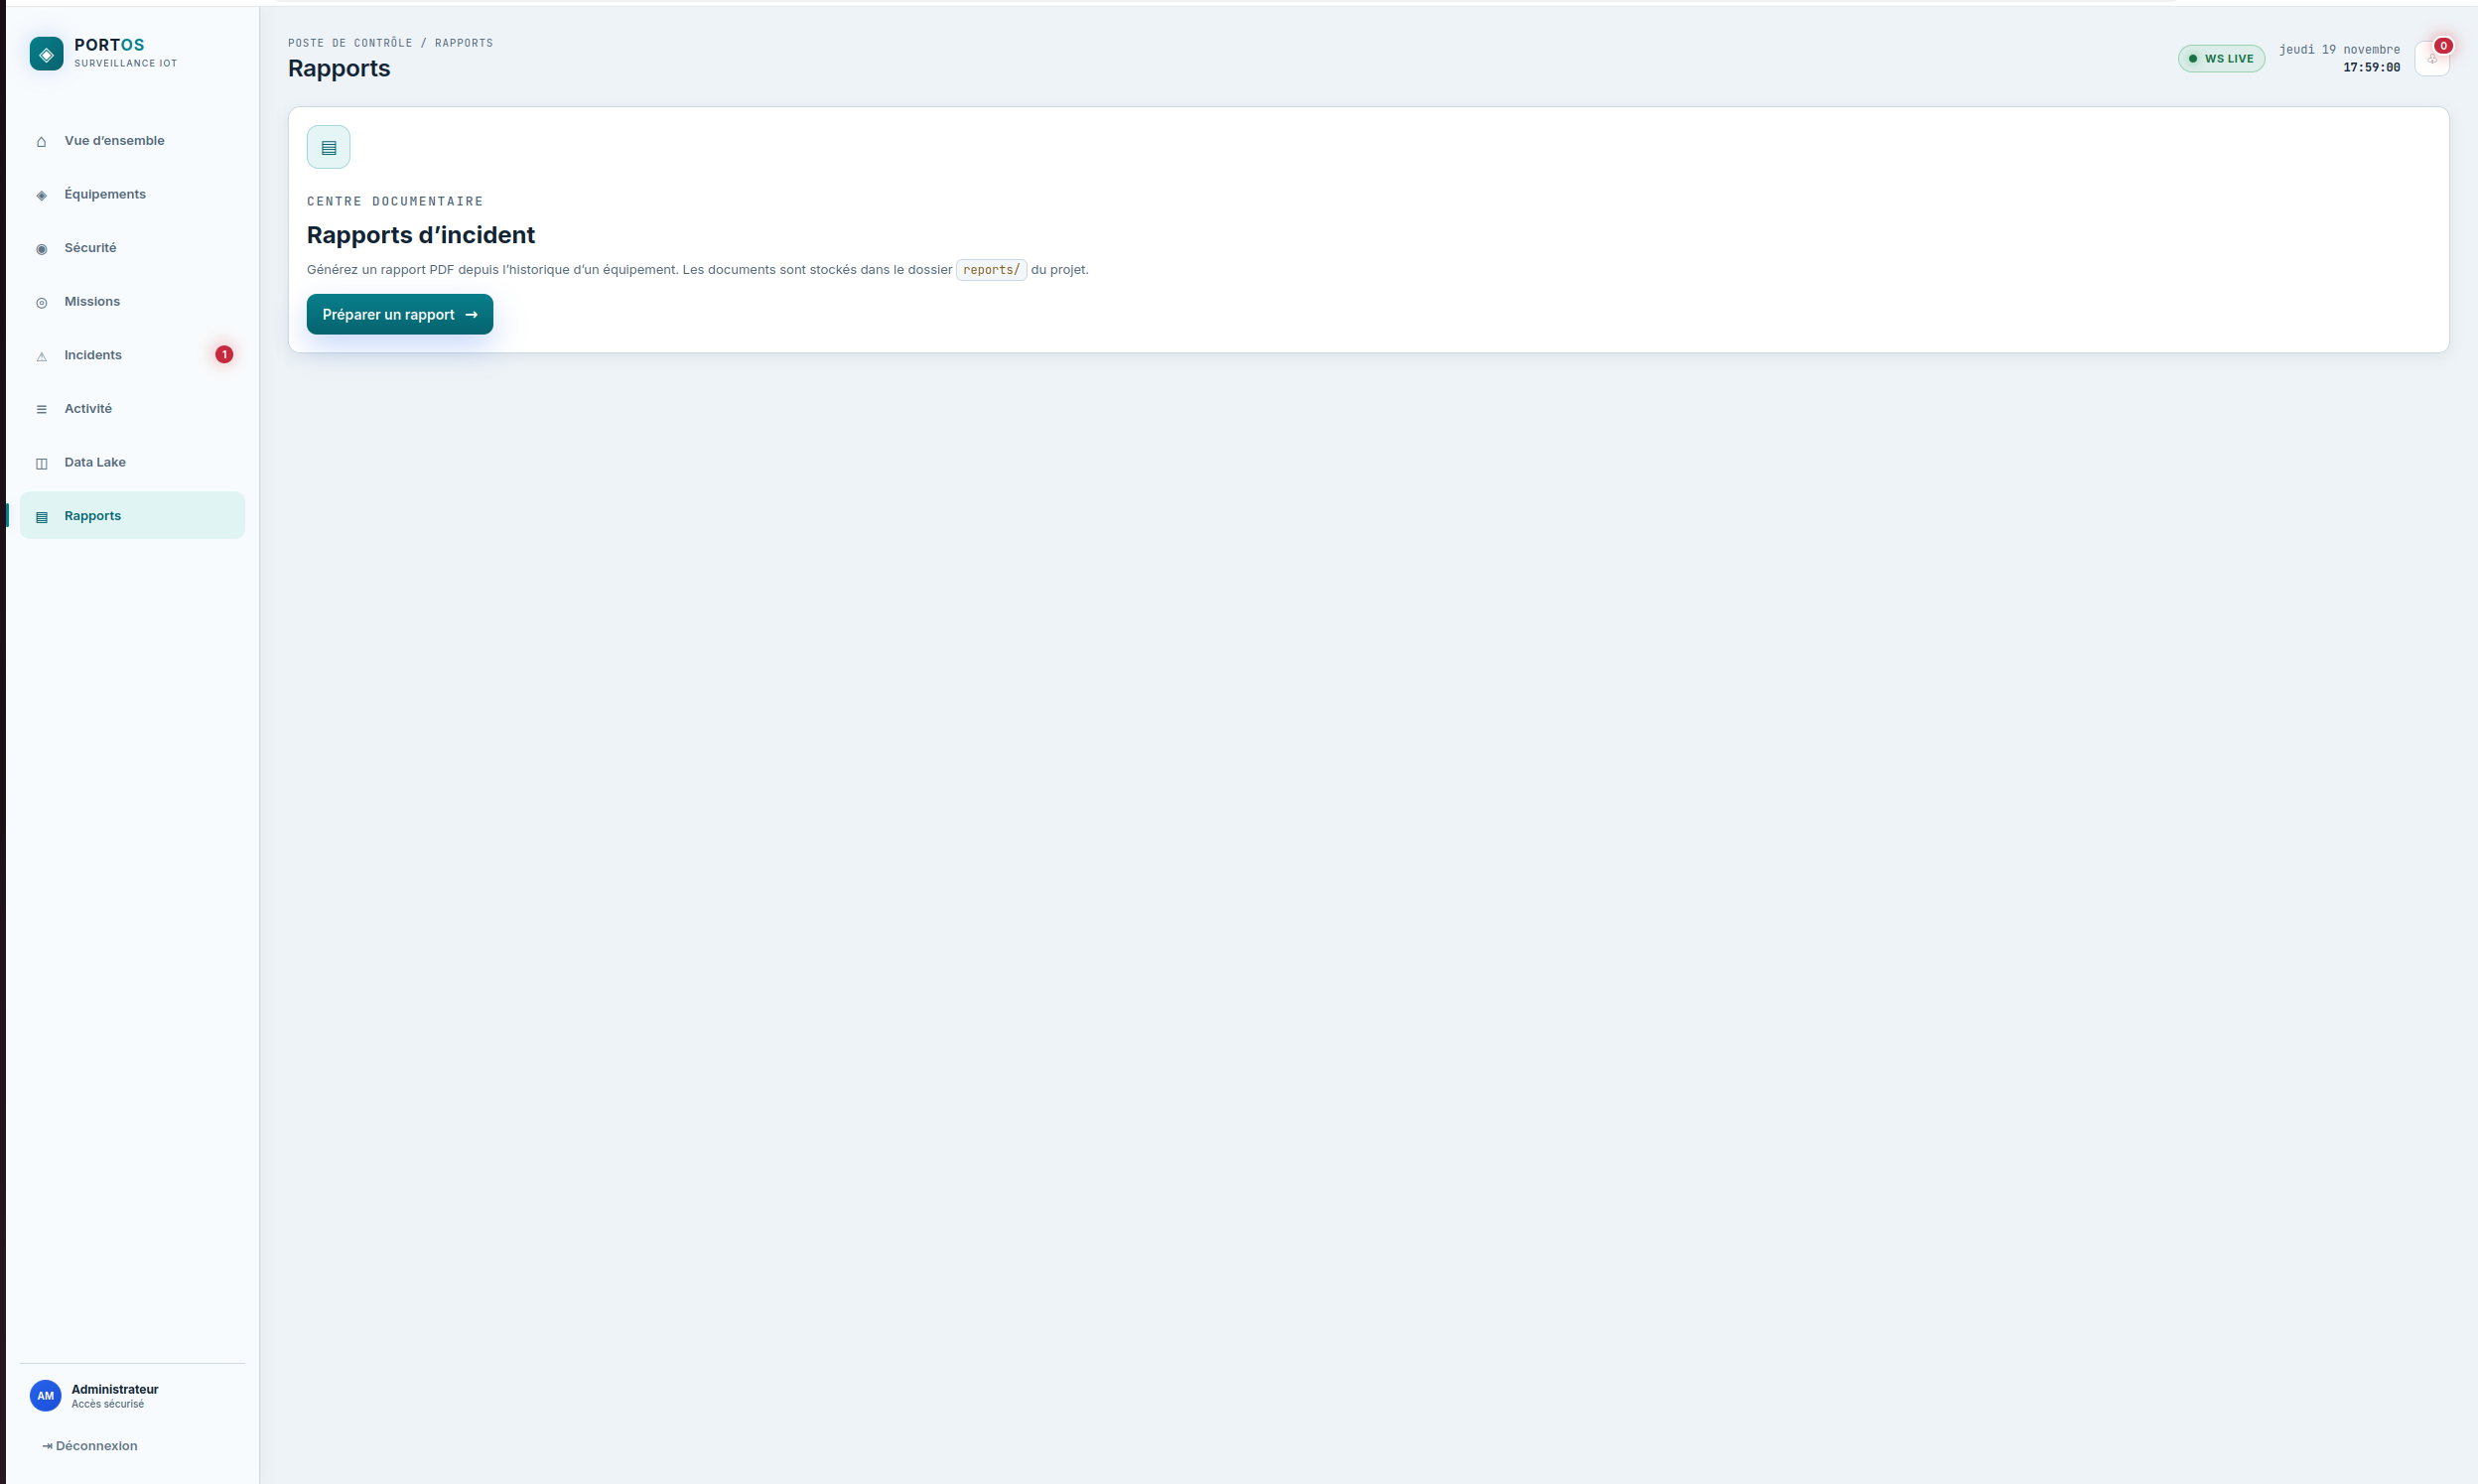 PORTOS
SURVEILLANCE IOT
Vue d’ensemble
Équipements
Sécurité
Missions
Incidents 1
Activité
Data Lake
Rapports
AM
Administrateur
Accès sécurisé
Déconnexion
POSTE DE CONTRÔLE / RAPPORTS
Rapports
WS LIVE
jeudi 19 novembre
17:59:00
0
CENTRE DOCUMENTAIRE
Rapports d’incident
Générez un rapport PDF depuis l’historique d’un équipement. Les documents sont stockés dans le dossier reports/ du projet.
Préparer un rapport →